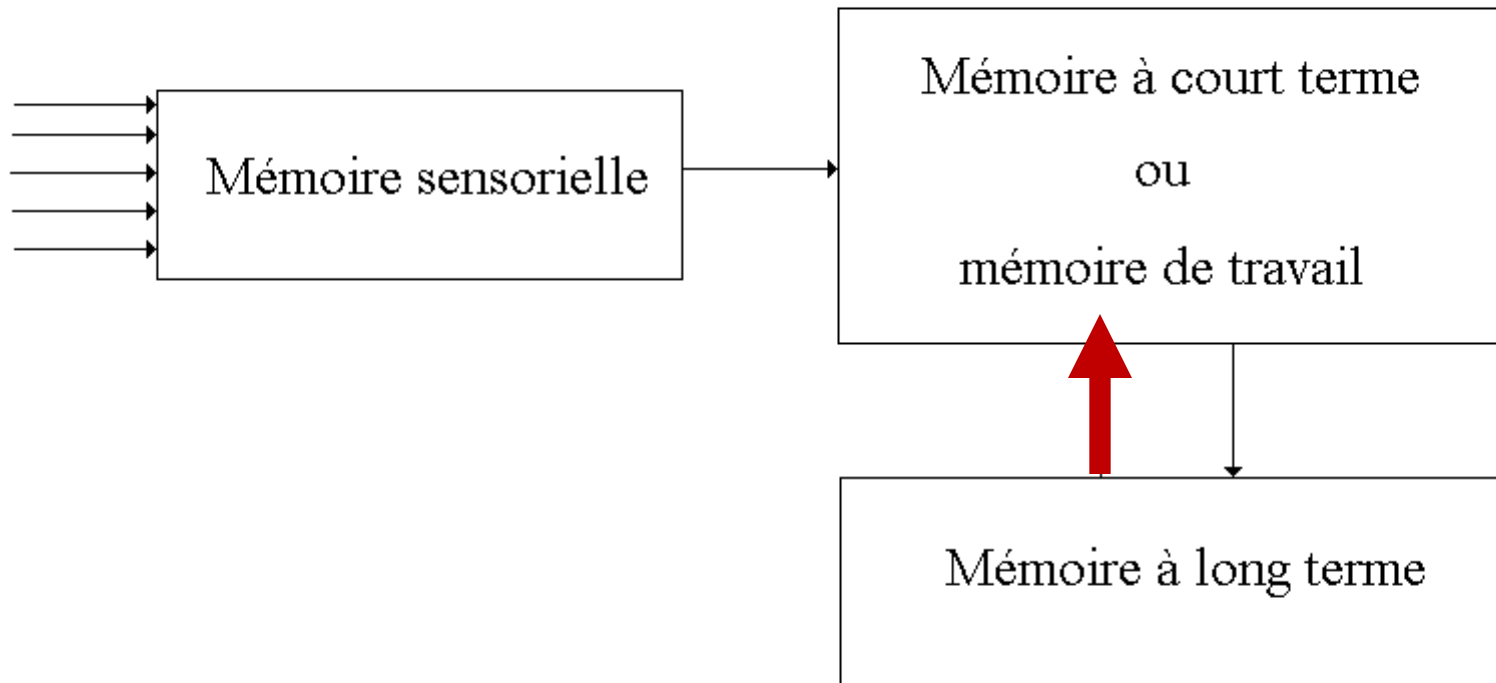 Mémoire sensorielle
Mémoire à court terme
ou
mémoire de travail
Mémoire à long terme